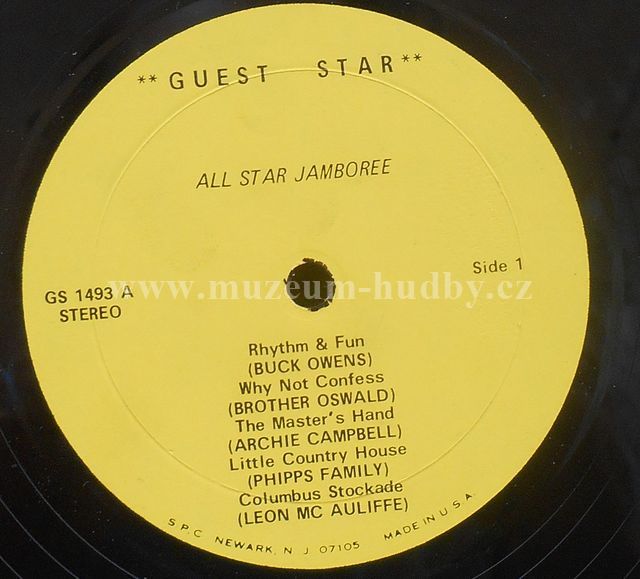 **GUEST STAR**
ALL STAR JAMBOREE
Side 1
GS 1493 A
STEREO
www.muzeum-hudby.cz
Rhythm & Fun
(BUCK OWENS)
Why Not Confess
(BROTHER OSWALD)
The Master's Hand
(ARCHIE CAMPBELL)
Little Country House
(PHIPPS FAMILY)
Columbus Stockade
(LEON MC AULIFFE)
S.P.C NEWARK, N J 07105 MADE IN U.S.A.